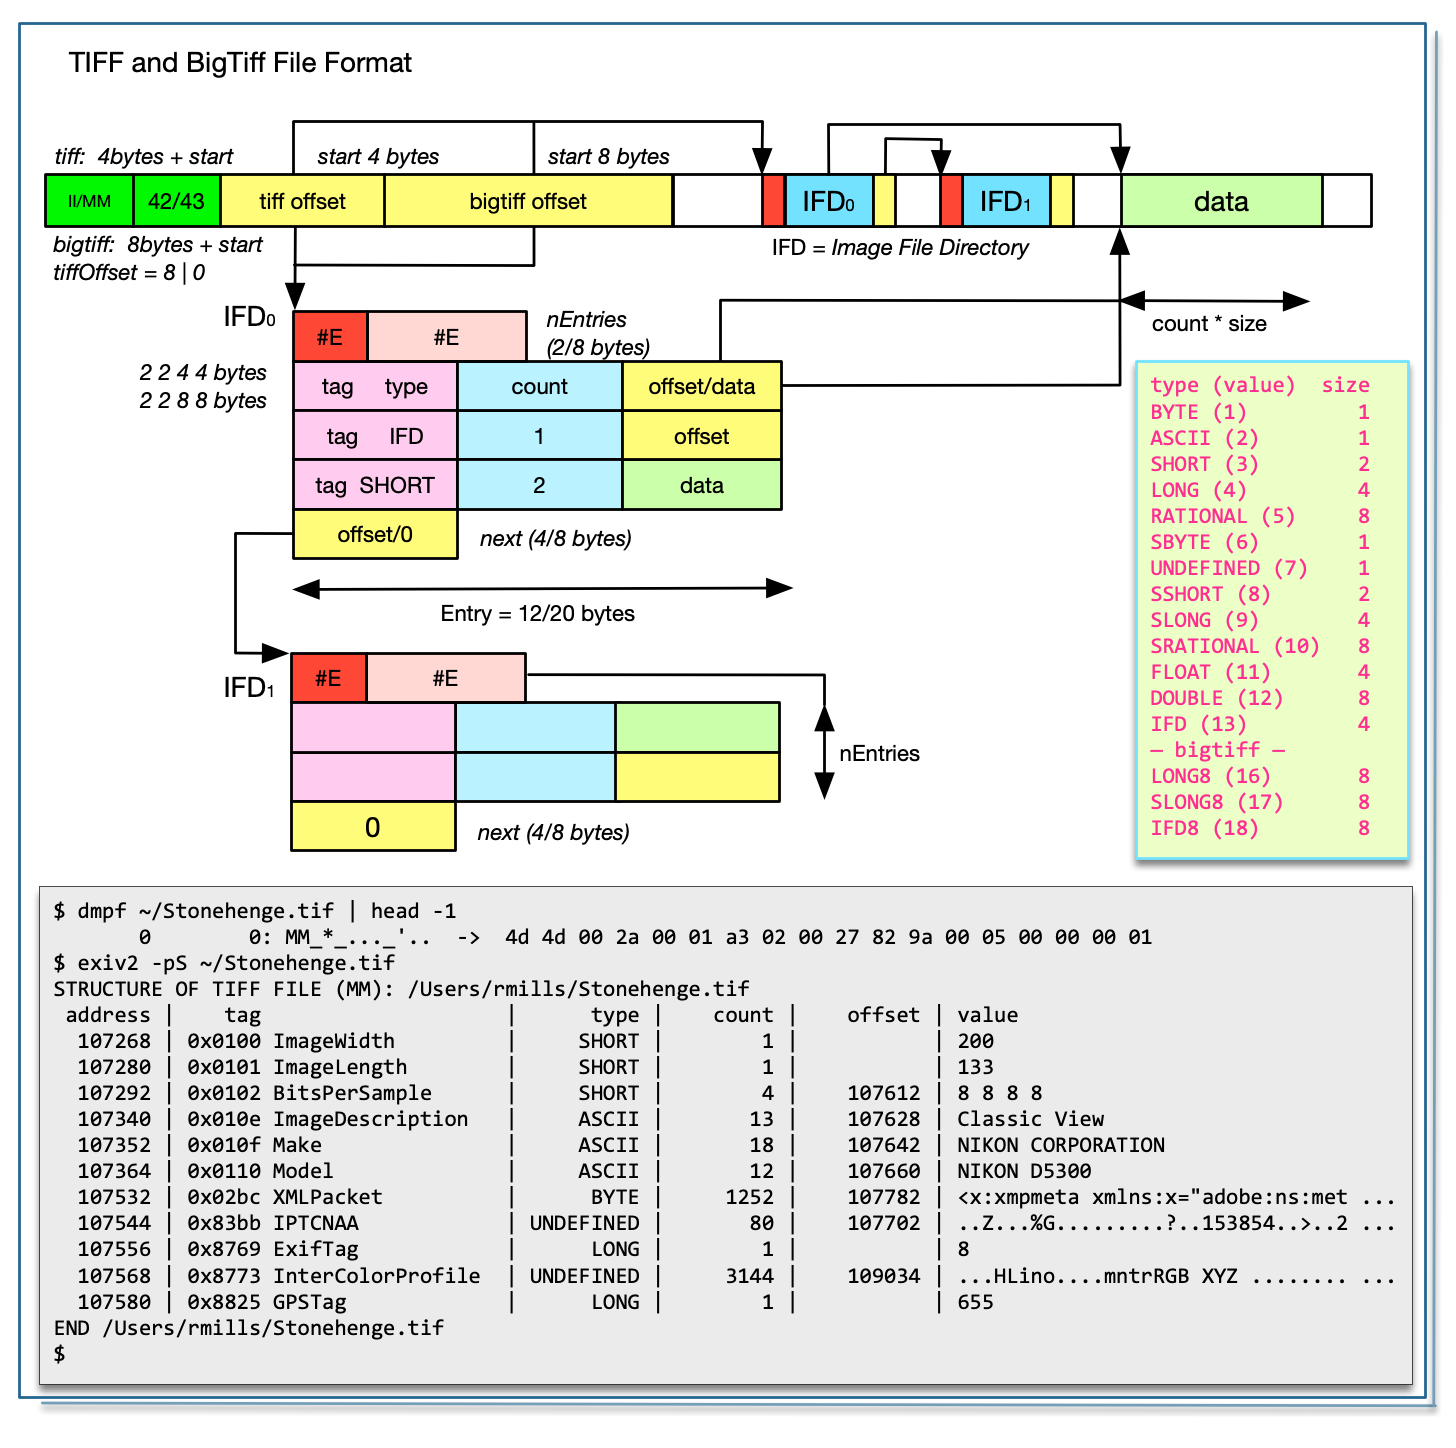 TIFF and BigTiff File Format
tiff:  4bytes + start
start 4 bytes
start 8 bytes
II/MM 42/43 tiff offset bigtiff offset IFD0 IFD1 data
bigtiff:  8bytes + start
IFD = Image File Directory
tiffOffset = 8 | 0
IFD0
#E #E
nEntries
(2/8 bytes)
count * size
2 2 4 4 bytes
2 2 8 8 bytes
tag type count offset/data
tag IFD 1 offset
tag SHORT 2 data
offset/0
next (4/8 bytes)
Entry = 12/20 bytes
IFD1
#E #E
nEntries
0
next (4/8 bytes)
type (value)  size
BYTE (1) 1
ASCII (2) 1
SHORT (3) 2
LONG (4) 4
RATIONAL (5) 8
SBYTE (6) 1
UNDEFINED (7) 1
SSHORT (8) 2
SLONG (9) 4
SRATIONAL (10) 8
FLOAT (11) 4
DOUBLE (12) 8
IFD (13) 4
— bigtiff —
LONG8 (16) 8
SLONG8 (17) 8
IFD8 (18) 8
$ dmpf ~/Stonehenge.tif | head -1
       0        0: MM_*_..._'..  ->  4d 4d 00 2a 00 01 a3 02 00 27 82 9a 00 05 00 00 00 01
$ exiv2 -pS ~/Stonehenge.tif
STRUCTURE OF TIFF FILE (MM): /Users/rmills/Stonehenge.tif
 address |    tag                    |      type |    count |    offset | value
  107268 | 0x0100 ImageWidth         |     SHORT |        1 |           | 200
  107280 | 0x0101 ImageLength        |     SHORT |        1 |           | 133
  107292 | 0x0102 BitsPerSample      |     SHORT |        4 |    107612 | 8 8 8 8
  107340 | 0x010e ImageDescription   |     ASCII |       13 |    107628 | Classic View
  107352 | 0x010f Make               |     ASCII |       18 |    107642 | NIKON CORPORATION
  107364 | 0x0110 Model              |     ASCII |       12 |    107660 | NIKON D5300
  107532 | 0x02bc XMLPacket          |      BYTE |     1252 |    107782 | <x:xmpmeta xmlns:x="adobe:ns:met ...
  107544 | 0x83bb IPTCNAA            | UNDEFINED |       80 |    107702 | ..Z...%G.........?..153854..>..2 ...
  107556 | 0x8769 ExifTag            |      LONG |        1 |           | 8
  107568 | 0x8773 InterColorProfile  | UNDEFINED |     3144 |    109034 | ...HLino....mntrRGB XYZ ........ ...
  107580 | 0x8825 GPSTag             |      LONG |        1 |           | 655
END /Users/rmills/Stonehenge.tif
$